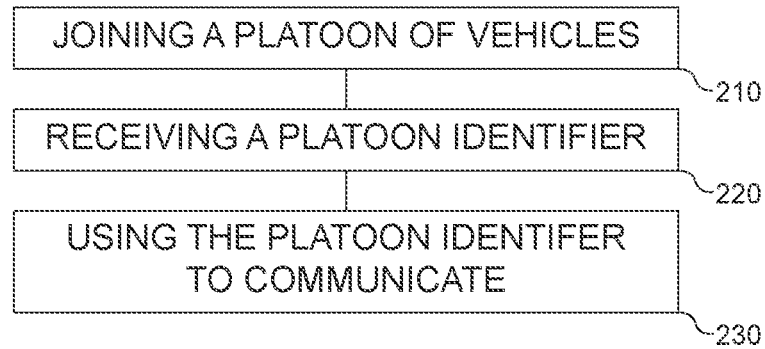 JOINING A PLATOON OF VEHICLES
210
RECEIVING A PLATOON IDENTIFIER
220
USING THE PLATOON IDENTIFER
TO COMMUNICATE
230